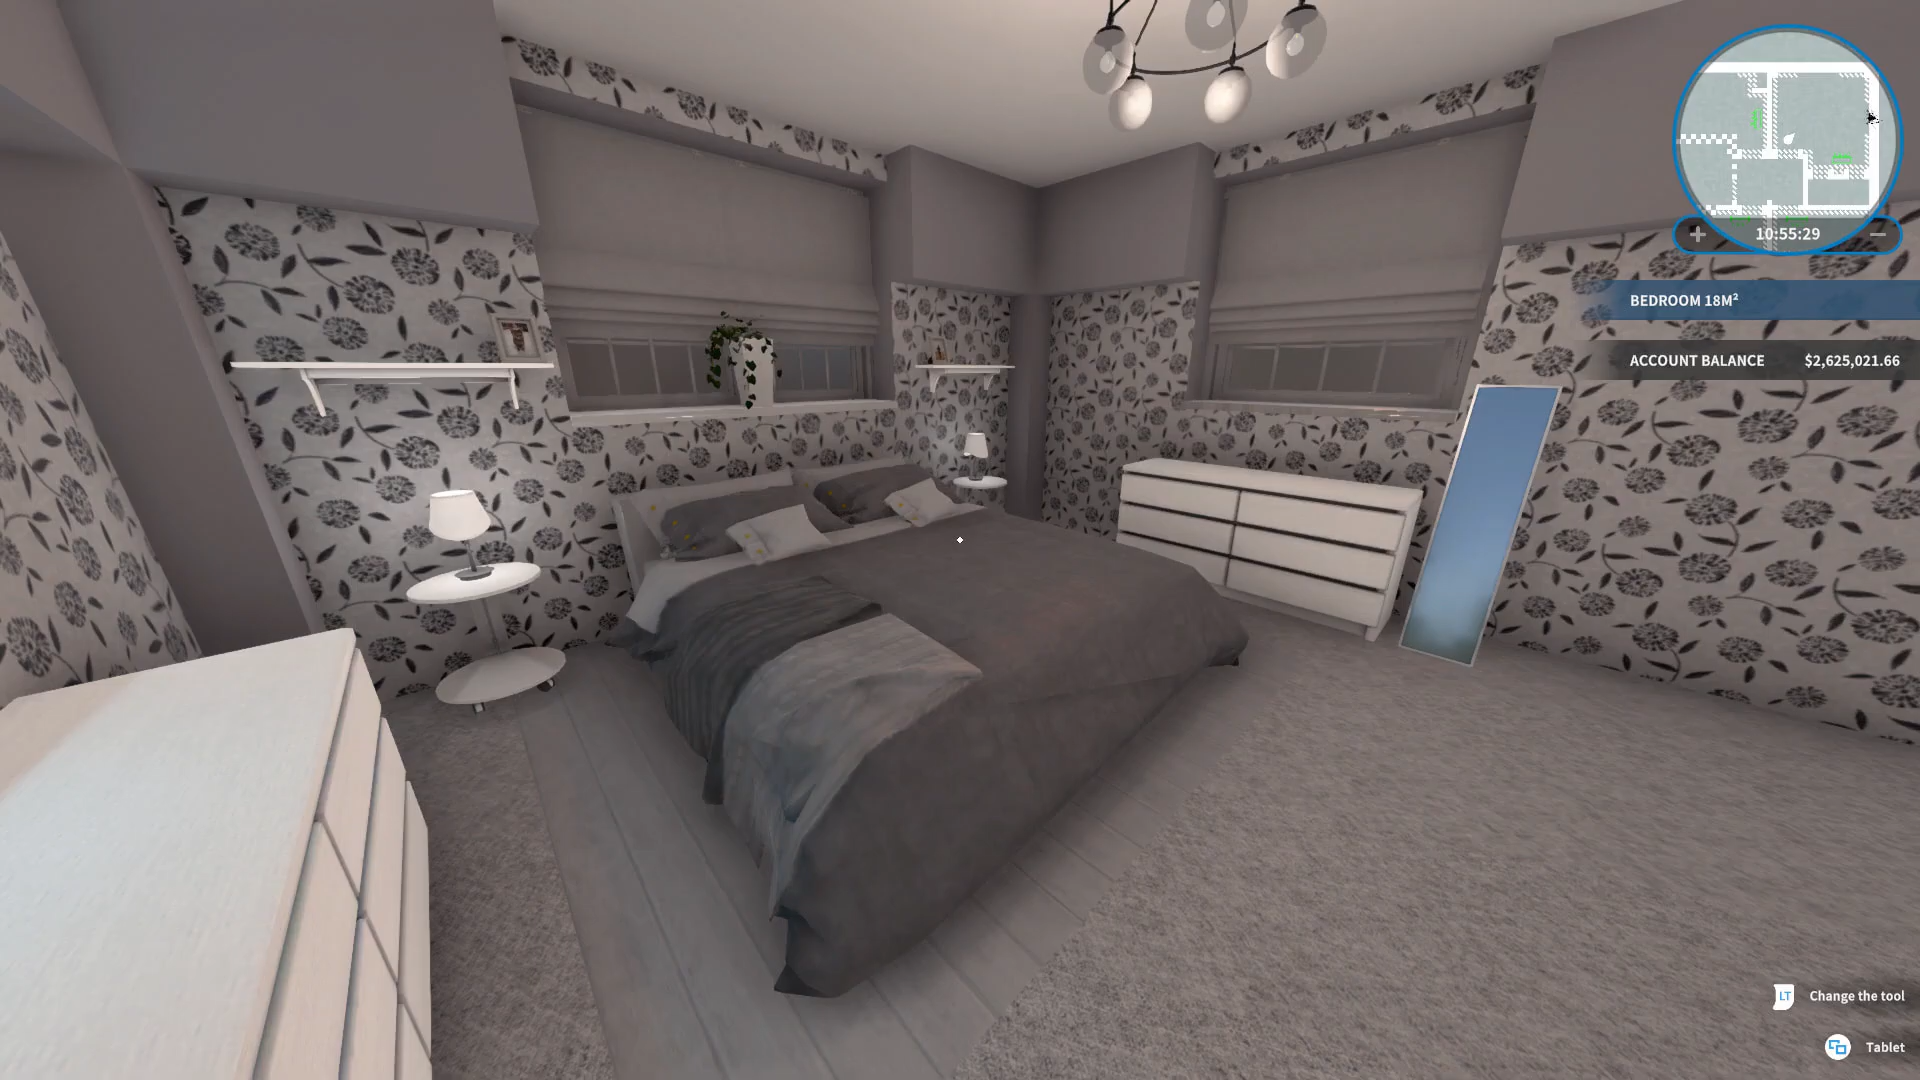 10:55:29
BEDROOM 18M²
ACCOUNT BALANCE $2,625,021.66
LT Change the tool
Tablet